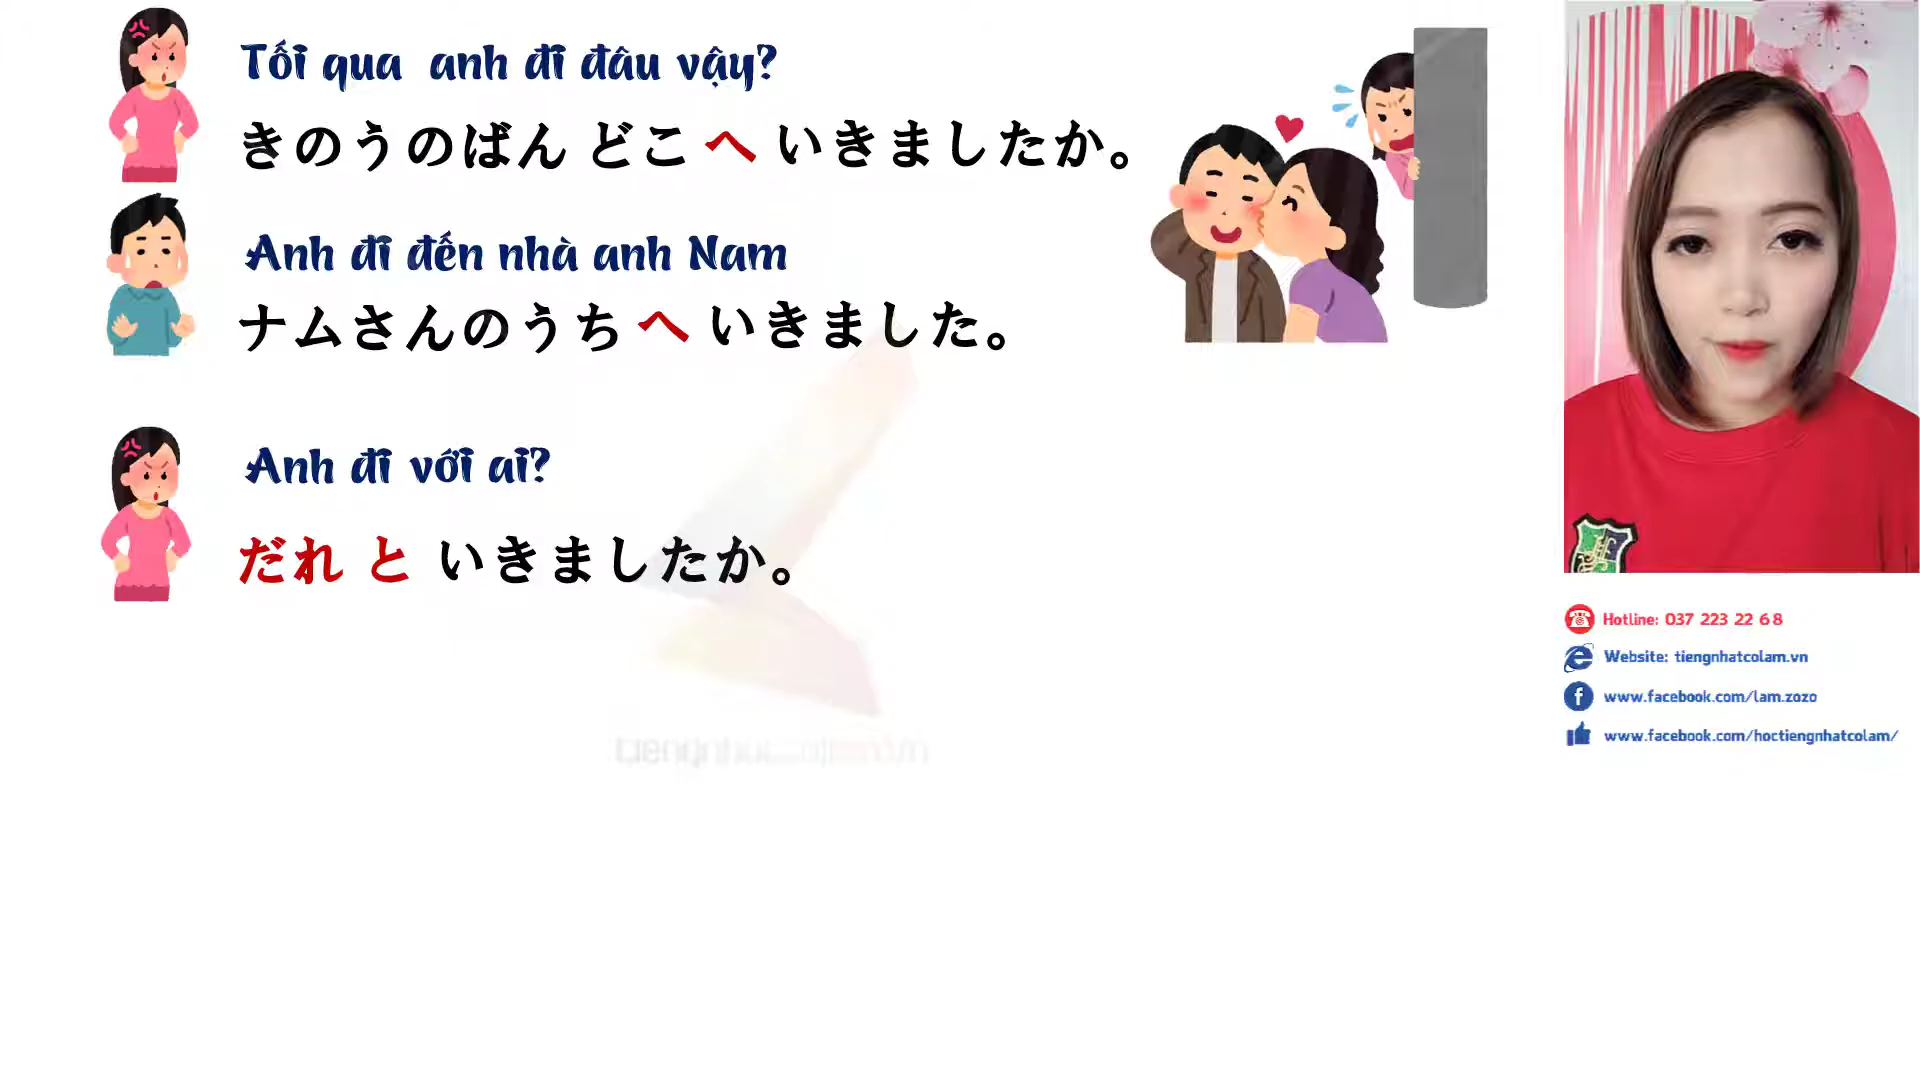 Tối qua anh đi đâu vậy?
きのうのばん どこ へ いきましたか。
Anh đi đến nhà anh Nam
ナムさんのうち へ いきました。
Anh đi với ai?
だれ と いきましたか。
Hotline: 037 223 22 68
Website: tiengnhatcolam.vn
www.facebook.com/lam.zozo
www.facebook.com/hoctiengnhatcolam/